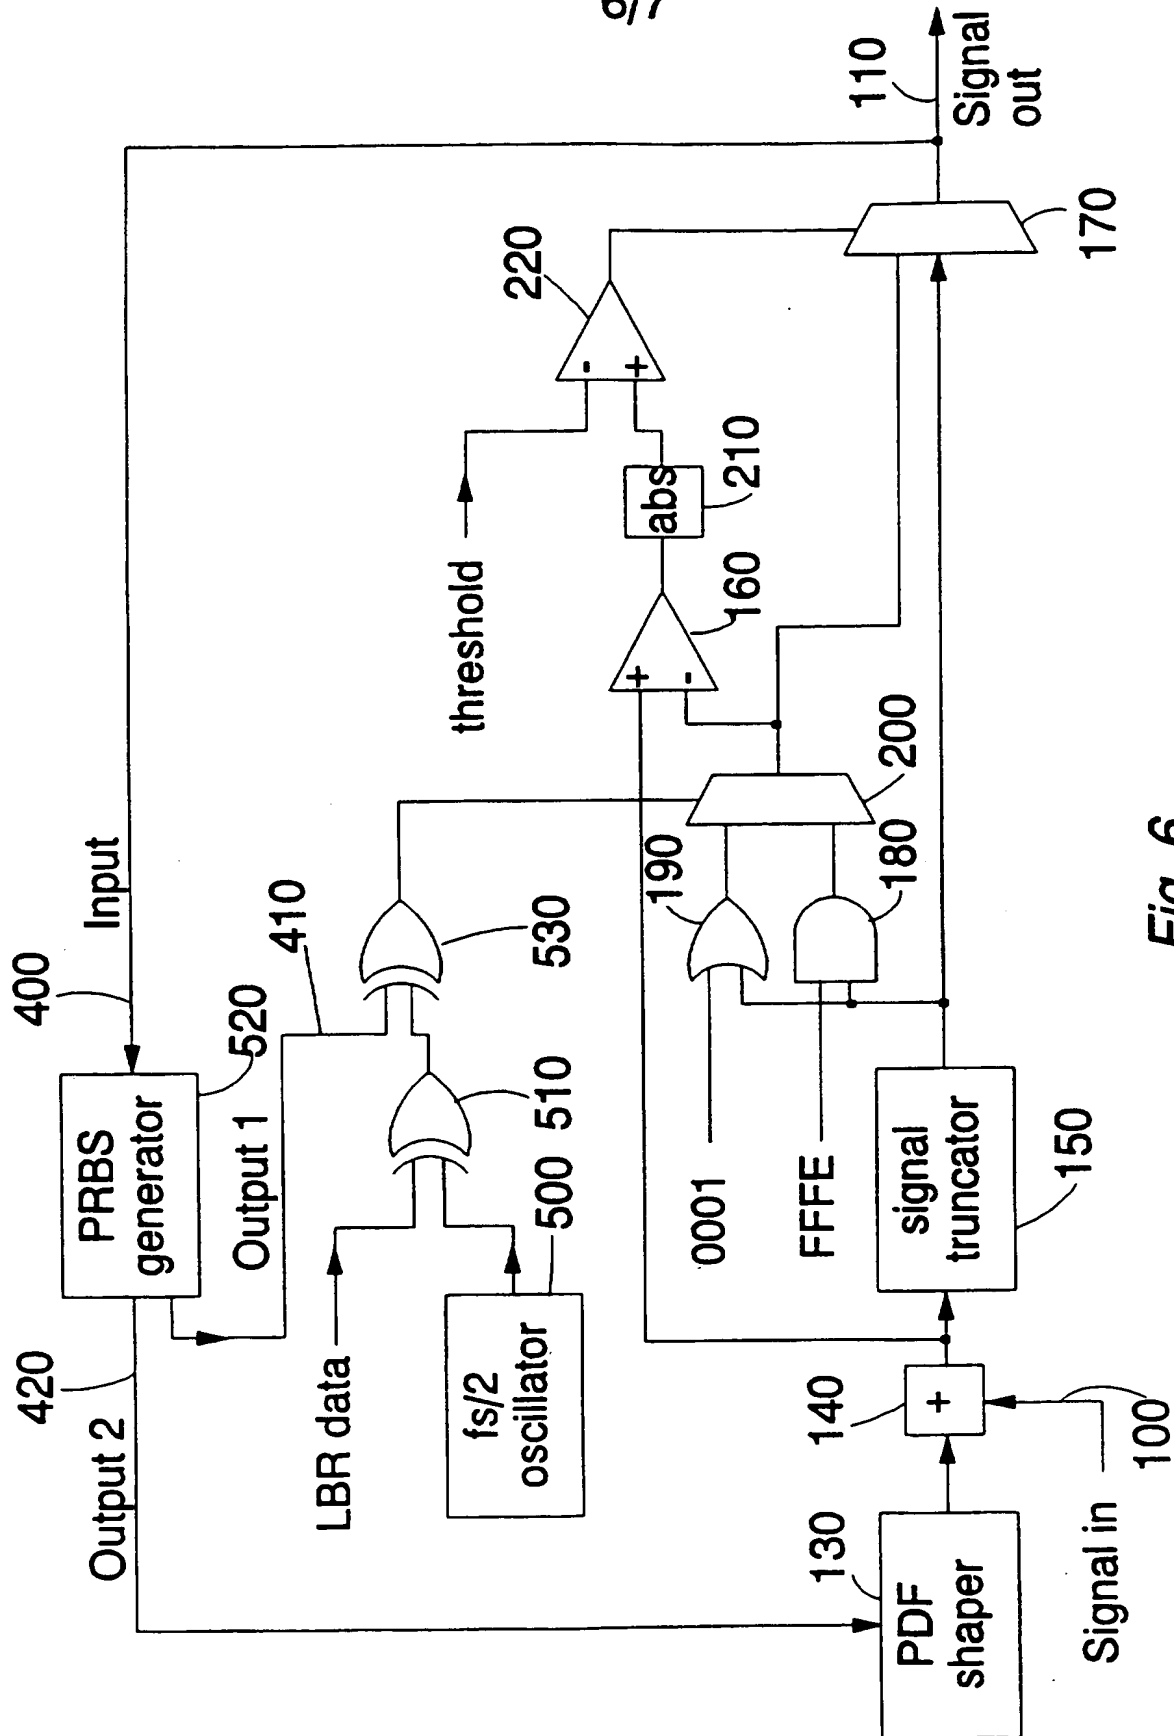 6/7
400
Input
PRBS
generator
520
420
Output 2
Output 1
410
LBR data
fs/2
oscillator
500
510
530
threshold
-
+
220
abs
210
+
-
160
190
180
200
0001
FFFE
signal
truncator
150
PDF
shaper
130
+
140
100
Signal in
170
110
Signal
out
Fig. 6